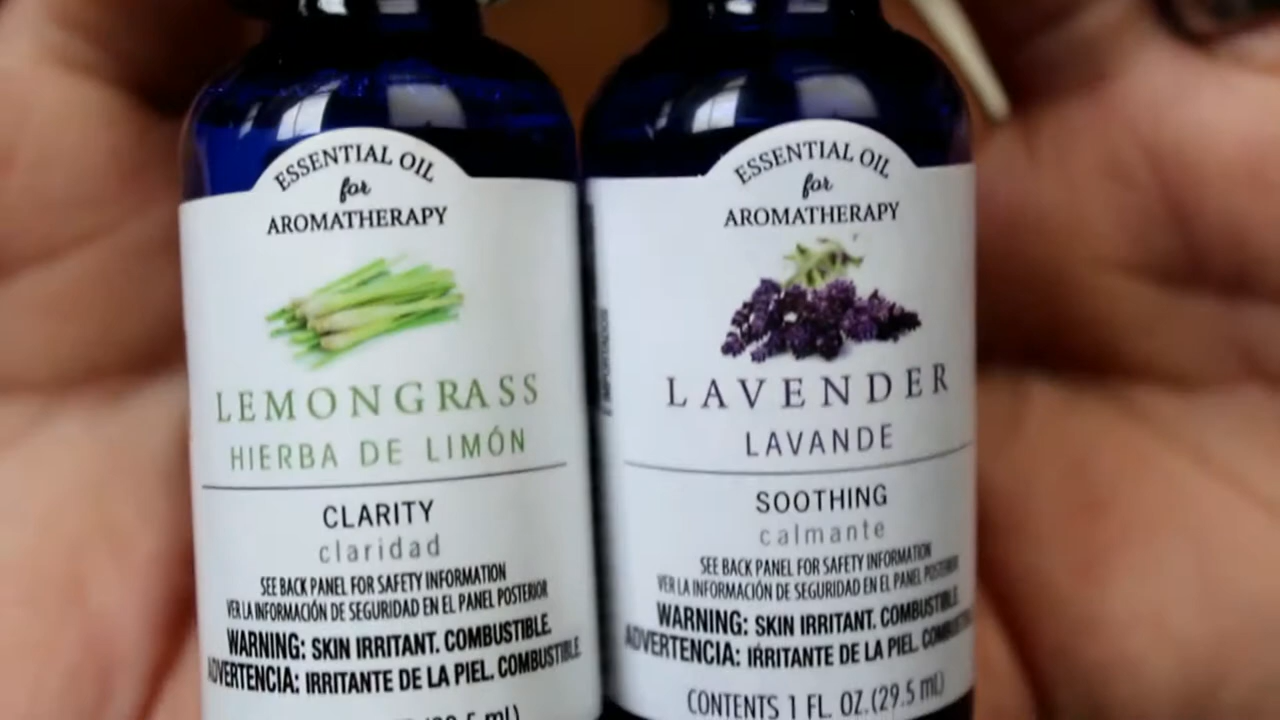 ESSENTIAL OIL
for
AROMATHERAPY
LEMONGRASS
HIERBA DE LIMÓN
CLARITY
claridad
SEE BACK PANEL FOR SAFETY INFORMATION
VER LA INFORMACIÓN DE SEGURIDAD EN EL PANEL POSTERIOR
WARNING: SKIN IRRITANT. COMBUSTIBLE.
ADVERTENCIA: IRRITANTE DE LA PIEL. COMBUSTIBLE.
ESSENTIAL OIL
for
AROMATHERAPY
LAVENDER
LAVANDE
SOOTHING
calmante
SEE BACK PANEL FOR SAFETY INFORMATION
VER LA INFORMACIÓN DE SEGURIDAD EN EL PANEL POSTERIOR
WARNING: SKIN IRRITANT. COMBUSTIBLE.
ADVERTENCIA: IRRITANTE DE LA PIEL.
CONTENTS 1 FL. OZ.(29.5 mL)